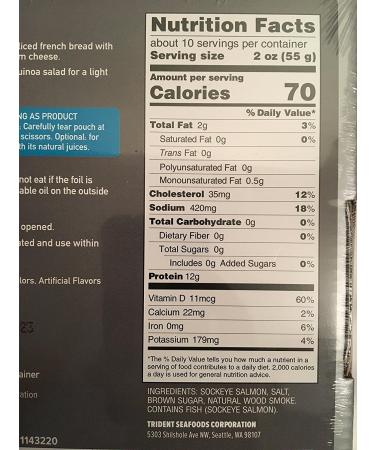 liced french bread with
m cheese.
uinoa salad for a light
NG AS PRODUCT
. Carefully tear pouch at
scissors. Optional: for
th its natural juices.
not eat if the foil is
able oil on the outside
opened.
ated and use within
lors. Artificial Flavors
23
ainer
ration
1143220
Nutrition Facts
about 10 servings per container
Serving size 2 oz (55 g)
Amount per serving
Calories 70
% Daily Value*
Total Fat 2g 3%
Saturated Fat 0g 0%
Trans Fat 0g
Polyunsaturated Fat 0g
Monounsaturated Fat 0.5g
Cholesterol 35mg 12%
Sodium 420mg 18%
Total Carbohydrate 0g 0%
Dietary Fiber 0g 0%
Total Sugars 0g
Includes 0g Added Sugars 0%
Protein 12g
Vitamin D 11mcg 60%
Calcium 22mg 2%
Iron 0mg 6%
Potassium 179mg 4%
*The % Daily Value tells you how much a nutrient in a
serving of food contributes to a daily diet. 2,000 calories
a day is used for general nutrition advice.
INGREDIENTS: SOCKEYE SALMON, SALT,
BROWN SUGAR, NATURAL WOOD SMOKE.
CONTAINS FISH (SOCKEYE SALMON).
TRIDENT SEAFOODS CORPORATION
5303 Shilshole Ave NW, Seattle, WA 98107